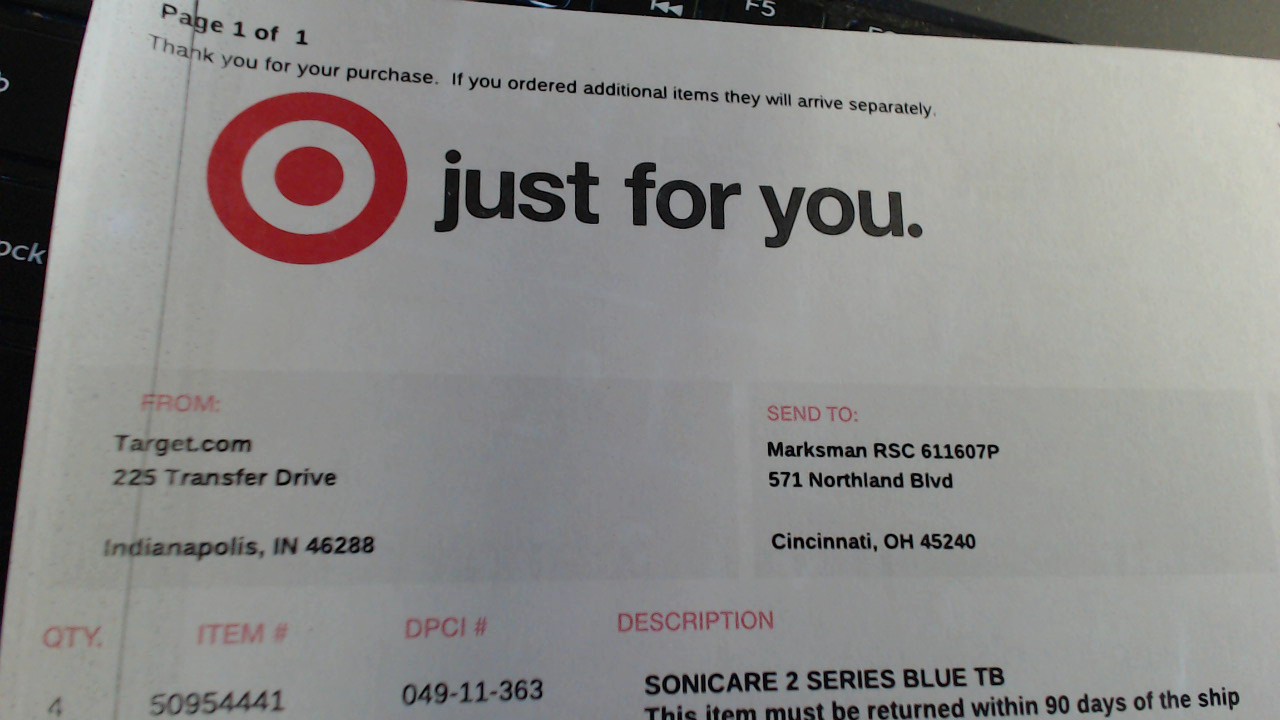 F5
ock
Page 1 of 1
Thank you for your purchase. If you ordered additional items they will arrive separately.
just for you.
FROM:
Target.com
225 Transfer Drive
Indianapolis, IN 46288
SEND TO:
Marksman RSC 611607P
571 Northland Blvd
Cincinnati, OH 45240
QTY. ITEM # DPCI # DESCRIPTION
4 50954441 049-11-363 SONICARE 2 SERIES BLUE TB
This item must be returned within 90 days of the ship